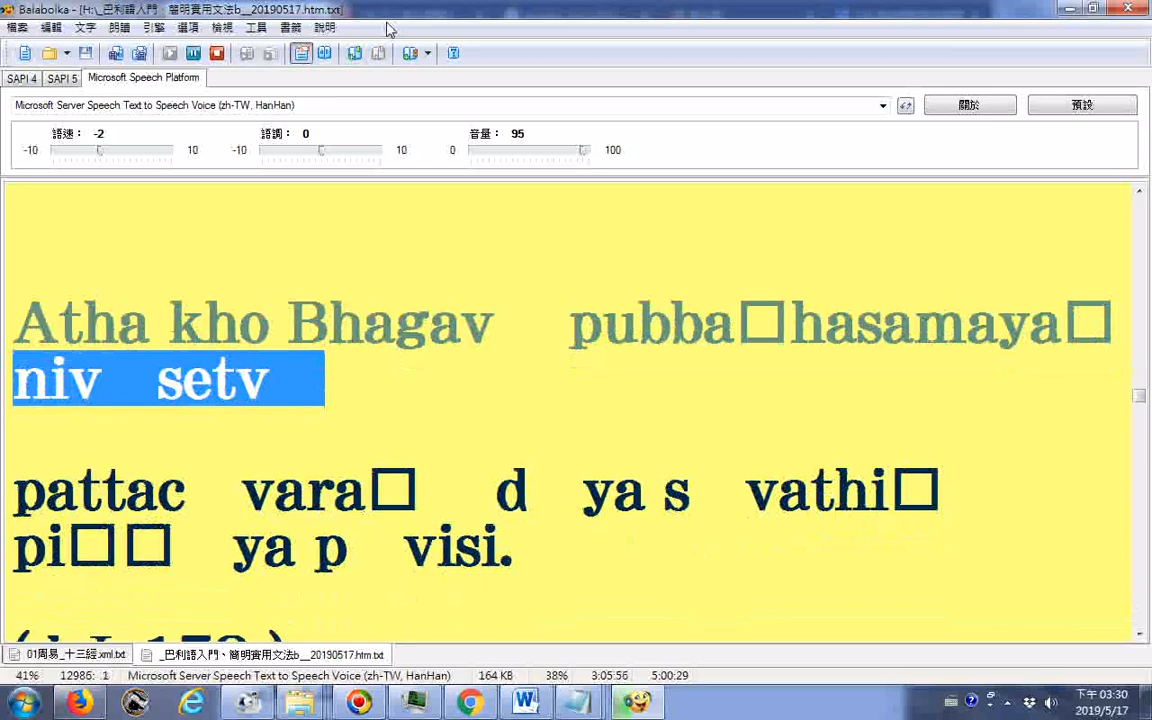 Balabolka - [H:\_巴利語入門、簡明實用文法b__20190517.htm.txt]
檔案 編輯 文字 朗讀 引擎 選項 檢視 工具 書籤 說明
SAPI 4 SAPI 5 Microsoft Speech Platform
Microsoft Server Speech Text to Speech Voice (zh-TW, HanHan) 關於 預設
語速： -2 語調： 0 音量： 95
-10 10 -10 10 0 100
Atha kho Bhagav pubba□hasamaya□
niv setv
pattac vara□ d ya s vathi□
pi□□ ya p visi.
01周易_十三經.xml.txt _巴利語入門、簡明實用文法b__20190517.htm.txt
41% 12986: 1 Microsoft Server Speech Text to Speech Voice (zh-TW, HanHan) 164 KB 38% 3:05:56 5:00:29
下午 03:30
2019/5/17